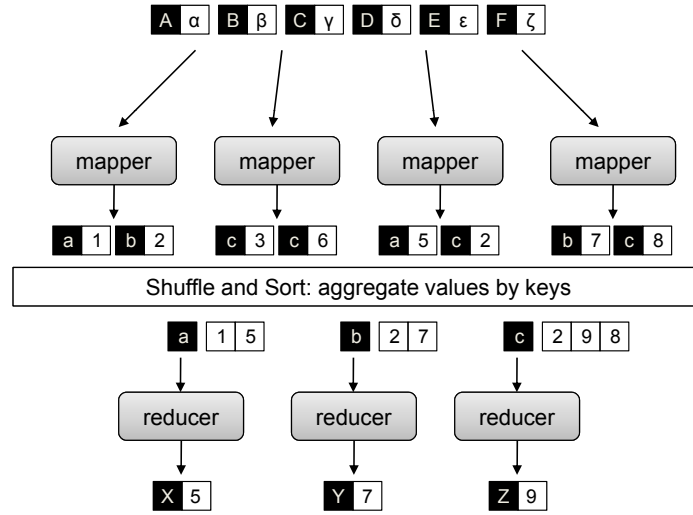 A α B β C γ D δ E ε F ζ
mapper mapper mapper mapper
a 1 b 2 c 3 c 6 a 5 c 2 b 7 c 8
Shuffle and Sort: aggregate values by keys
a 1 5 b 2 7 c 2 9 8
reducer reducer reducer
X 5 Y 7 Z 9